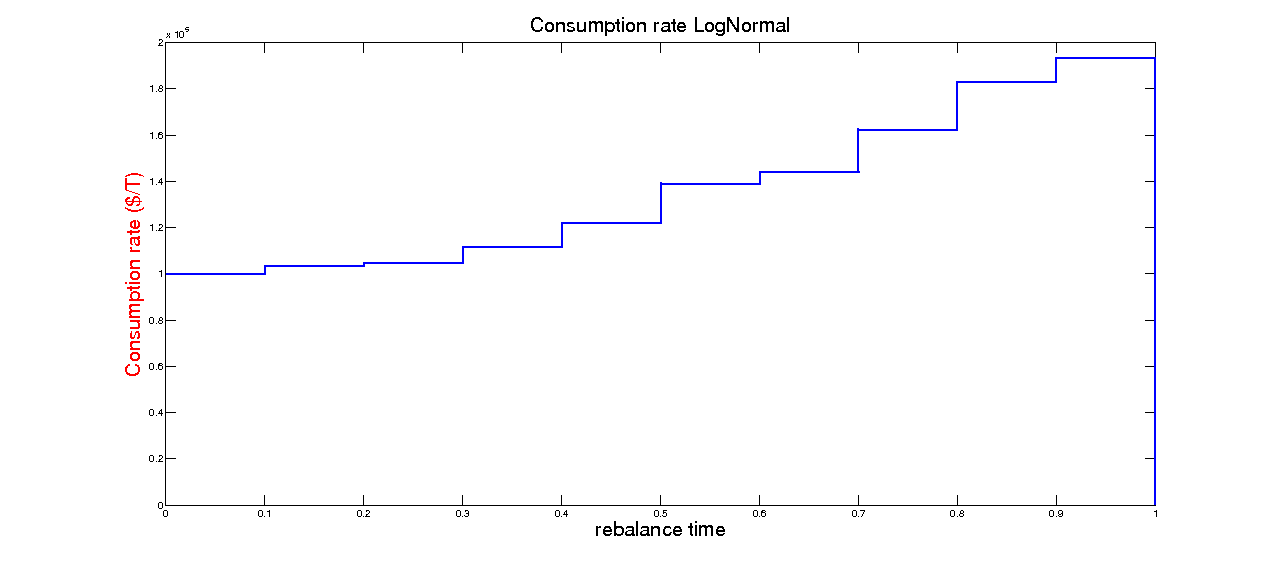 Consumption rate LogNormal
x 10^5
2
1.8
1.6
1.4
1.2
1
0.8
0.6
0.4
0.2
0
Consumption rate ($/T)
0 0.1 0.2 0.3 0.4 0.5 0.6 0.7 0.8 0.9 1
rebalance time